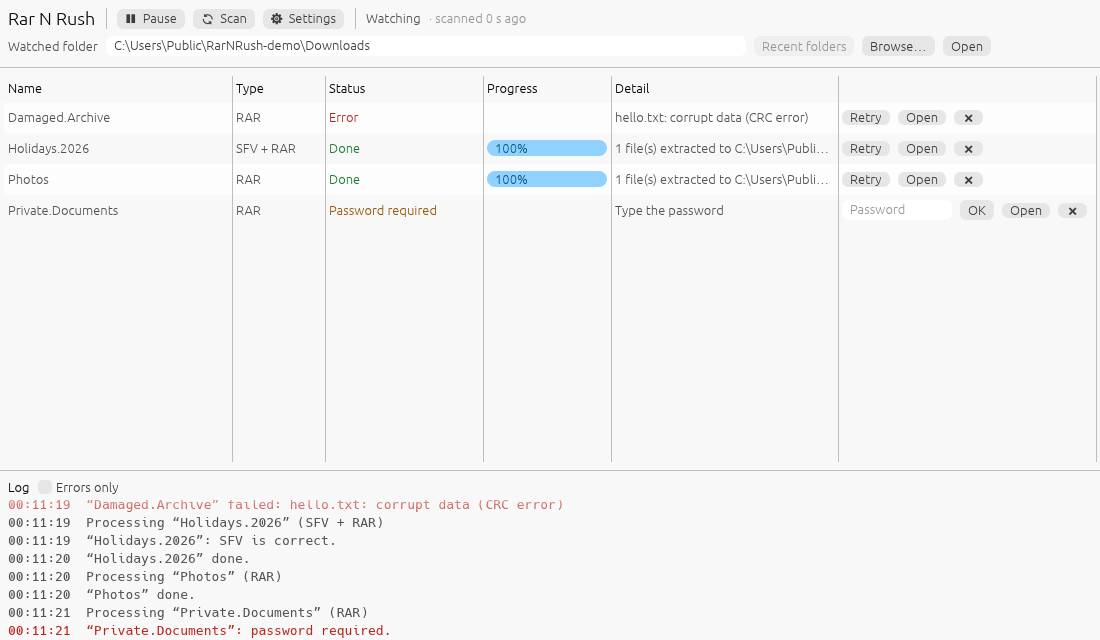 Rar N Rush Pause Scan Settings Watching · scanned 0 s ago
Watched folder C:\Users\Public\RarNRush-demo\Downloads Recent folders Browse… Open
Name Type Status Progress Detail
Damaged.Archive RAR Error hello.txt: corrupt data (CRC error) Retry Open ×
Holidays.2026 SFV + RAR Done 100% 1 file(s) extracted to C:\Users\Publi… Retry Open ×
Photos RAR Done 100% 1 file(s) extracted to C:\Users\Publi… Retry Open ×
Private.Documents RAR Password required Type the password Password OK Open ×
Log Errors only
00:11:19 “Damaged.Archive” failed: hello.txt: corrupt data (CRC error)
00:11:19 Processing “Holidays.2026” (SFV + RAR)
00:11:19 “Holidays.2026”: SFV is correct.
00:11:20 “Holidays.2026” done.
00:11:20 Processing “Photos” (RAR)
00:11:20 “Photos” done.
00:11:21 Processing “Private.Documents” (RAR)
00:11:21 “Private.Documents”: password required.